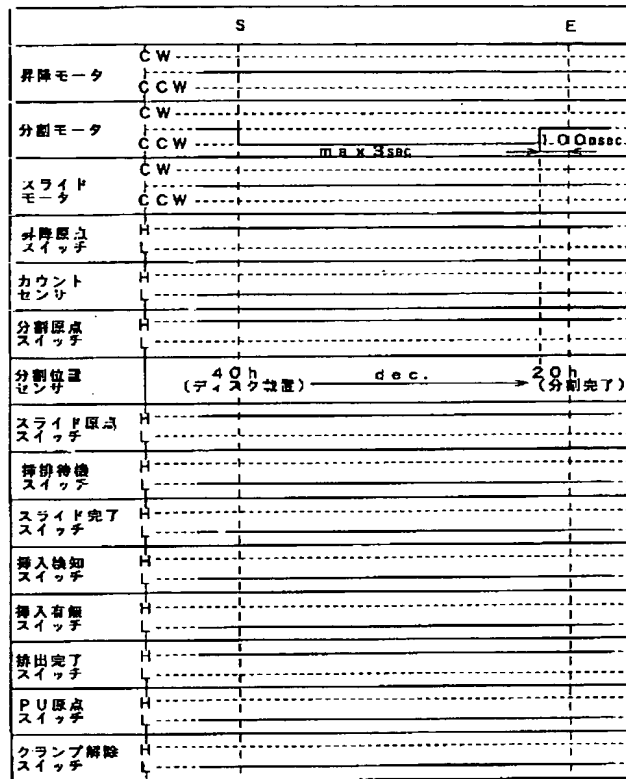 S E
CW
昇降モータ
CCW
CW
分割モータ
CCW
max 3sec
100msec.
CW
スライド
モータ
CCW
H
昇降原点
スイッチ
L
H
カウント
センサ
L
H
分割原点
スイッチ
L
分割位置
センサ
40h dec. 20h
(ディスク載置) (分割完了)
H
スライド原点
スイッチ
L
H
挿排待機
スイッチ
L
H
スライド完了
スイッチ
L
H
挿入検知
スイッチ
L
H
挿入有無
スイッチ
L
H
排出完了
スイッチ
L
H
PU原点
スイッチ
L
H
クランプ解除
スイッチ
L